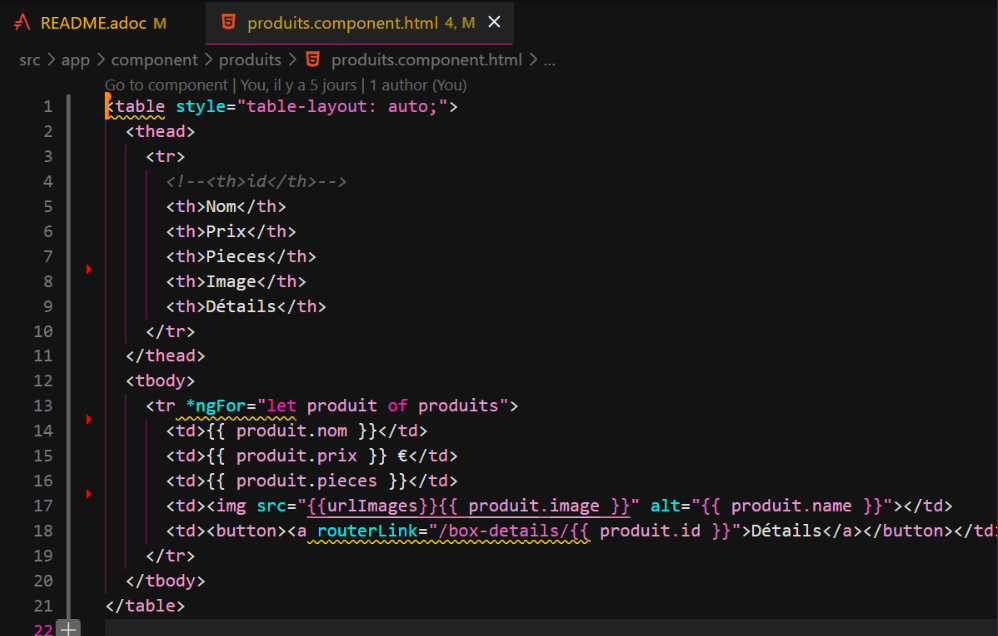 README.adoc M
produits.component.html 4, M
src > app > component > produits > produits.component.html > ...
Go to component | You, il y a 5 jours | 1 author (You)
1 <table style="table-layout: auto;">
2 <thead>
3 <tr>
4 <!--<th>id</th>-->
5 <th>Nom</th>
6 <th>Prix</th>
7 <th>Pieces</th>
8 <th>Image</th>
9 <th>Détails</th>
10 </tr>
11 </thead>
12 <tbody>
13 <tr *ngFor="let produit of produits">
14 <td>{{ produit.nom }}</td>
15 <td>{{ produit.prix }} €</td>
16 <td>{{ produit.pieces }}</td>
17 <td><img src="{{urlImages}}{{ produit.image }}" alt="{{ produit.name }}"></td>
18 <td><button><a routerLink="/box-details/{{ produit.id }}">Détails</a></button></td
19 </tr>
20 </tbody>
21 </table>
22